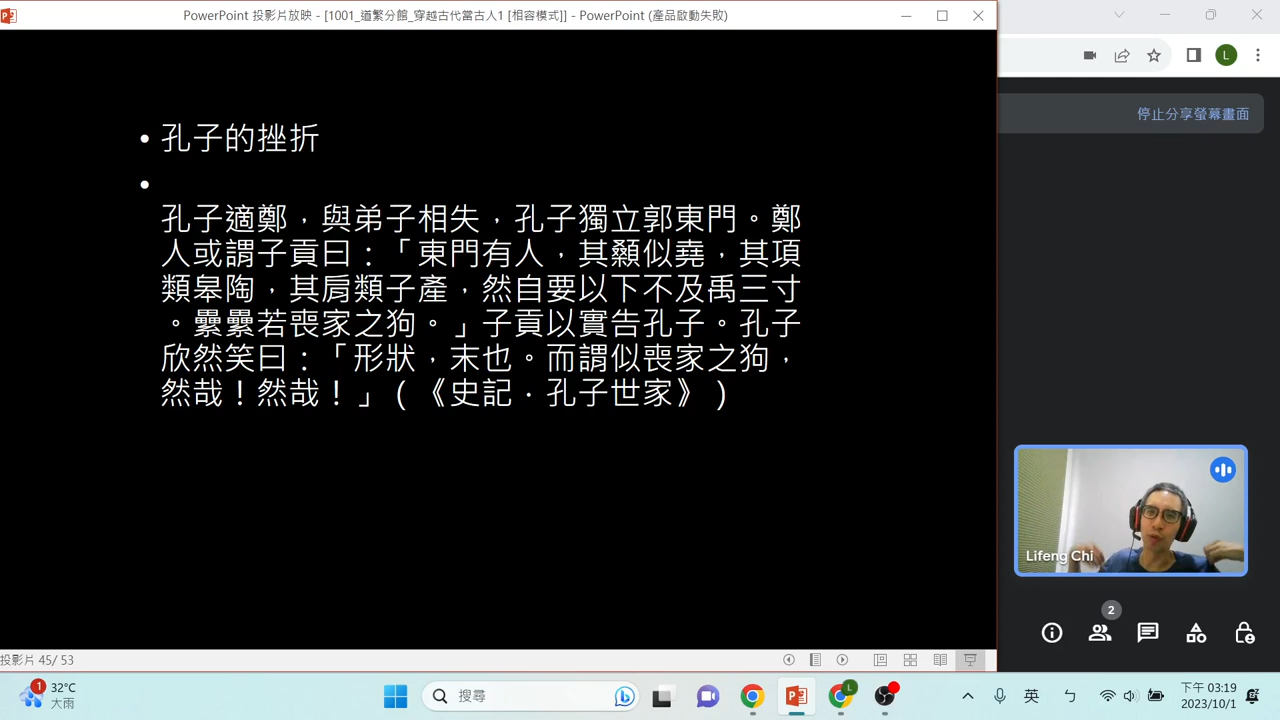 PowerPoint 投影片放映 - [1001_道繁分館_穿越古代當古人1 [相容模式]] - PowerPoint (產品啟動失敗)
L
停止分享螢幕畫面
• 孔子的挫折
•
孔子適鄭，與弟子相失，孔子獨立郭東門。鄭
人或謂子貢曰：「東門有人，其顙似堯，其項
類皋陶，其肩類子產，然自要以下不及禹三寸
。纍纍若喪家之狗。」子貢以實告孔子。孔子
欣然笑曰：「形狀，末也。而謂似喪家之狗，
然哉！然哉！」(《史記．孔子世家》)
Lifeng Chi
2
投影片 45/ 53
1
32°C
大雨
搜尋
L
英
ㄅ
下午 03:19
2023/10/1